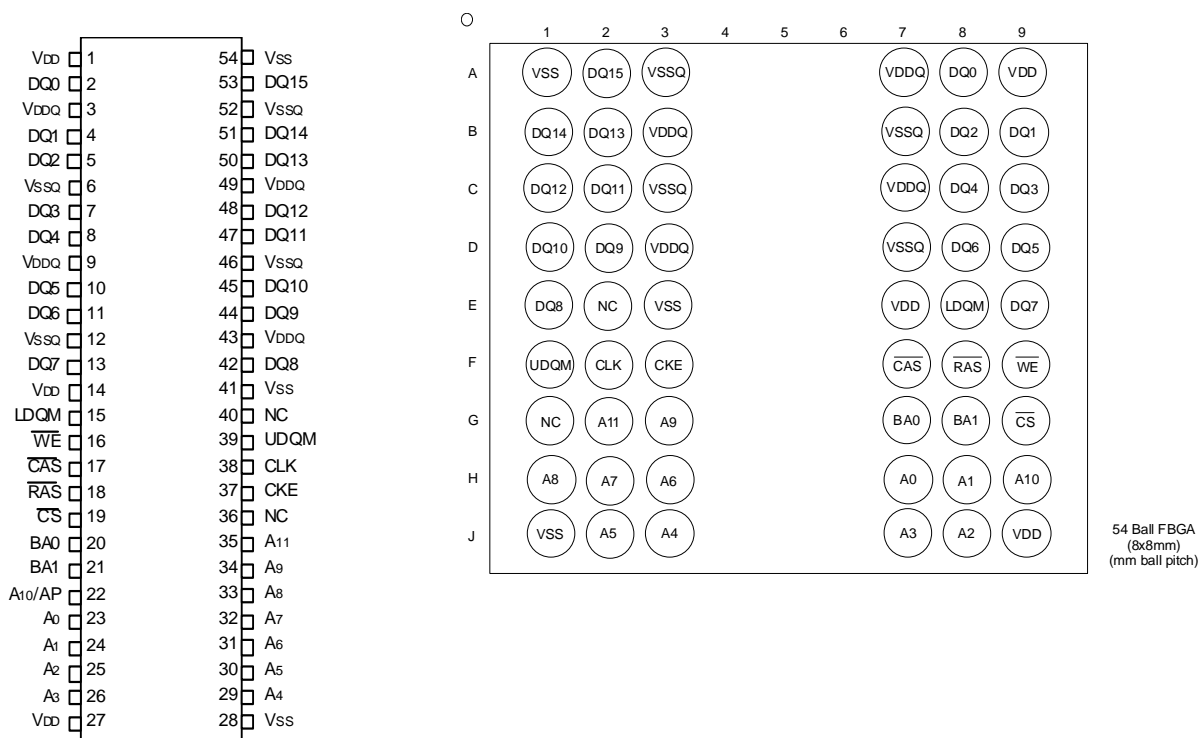 VDD 1 54 VSS
DQ0 2 53 DQ15
VDDQ 3 52 VSSQ
DQ1 4 51 DQ14
DQ2 5 50 DQ13
VSSQ 6 49 VDDQ
DQ3 7 48 DQ12
DQ4 8 47 DQ11
VDDQ 9 46 VSSQ
DQ5 10 45 DQ10
DQ6 11 44 DQ9
VSSQ 12 43 VDDQ
DQ7 13 42 DQ8
VDD 14 41 VSS
LDQM 15 40 NC
WE 16 39 UDQM
CAS 17 38 CLK
RAS 18 37 CKE
CS 19 36 NC
BA0 20 35 A11
BA1 21 34 A9
A10/AP 22 33 A8
A0 23 32 A7
A1 24 31 A6
A2 25 30 A5
A3 26 29 A4
VDD 27 28 VSS
1 2 3 4 5 6 7 8 9
A VSS DQ15 VSSQ VDDQ DQ0 VDD
B DQ14 DQ13 VDDQ VSSQ DQ2 DQ1
C DQ12 DQ11 VSSQ VDDQ DQ4 DQ3
D DQ10 DQ9 VDDQ VSSQ DQ6 DQ5
E DQ8 NC VSS VDD LDQM DQ7
F UDQM CLK CKE CAS RAS WE
G NC A11 A9 BA0 BA1 CS
H A8 A7 A6 A0 A1 A10
J VSS A5 A4 A3 A2 VDD
54 Ball FBGA
(8x8mm)
(mm ball pitch)